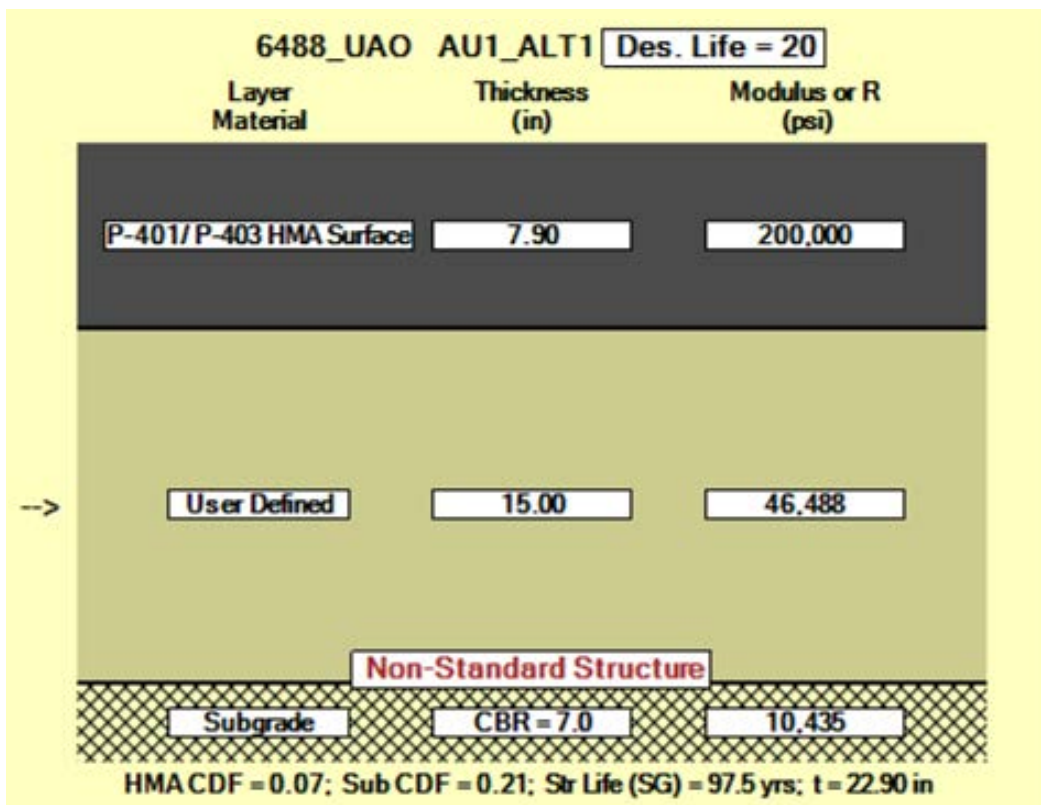 6488_UAO AU1_ALT1 Des. Life = 20
Layer Material Thickness (in) Modulus or R (psi)
P-401/ P-403 HMA Surface 7.90 200,000
--> User Defined 15.00 46,488
Non-Standard Structure
Subgrade CBR = 7.0 10,435
HMA CDF = 0.07; Sub CDF = 0.21; Str Life (SG) = 97.5 yrs; t = 22.90 in